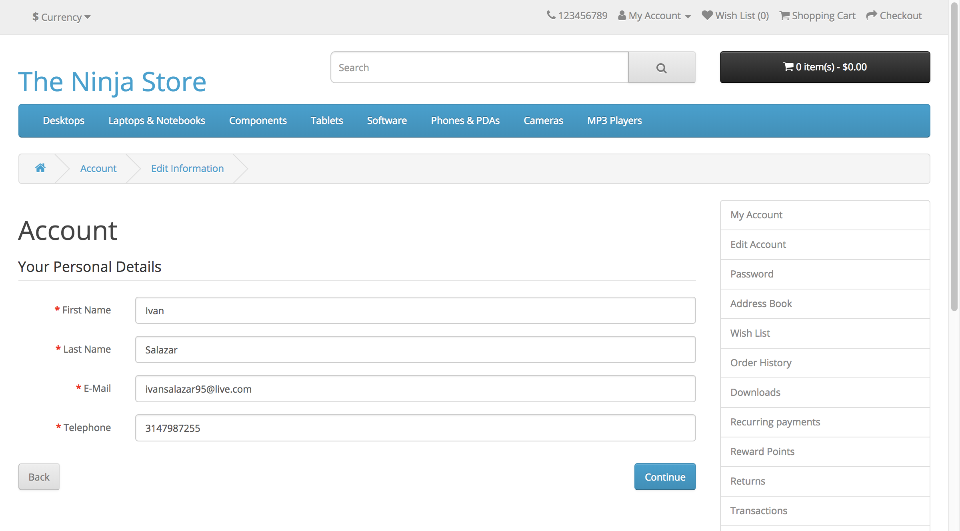 $ Currency
123456789 My Account Wish List (0) Shopping Cart Checkout
The Ninja Store
Search
0 item(s) - $0.00
Desktops Laptops & Notebooks Components Tablets Software Phones & PDAs Cameras MP3 Players
Account Edit Information
Account
Your Personal Details
* First Name Ivan
* Last Name Salazar
* E-Mail Ivansalazar95@live.com
* Telephone 3147987255
Back Continue
My Account
Edit Account
Password
Address Book
Wish List
Order History
Downloads
Recurring payments
Reward Points
Returns
Transactions